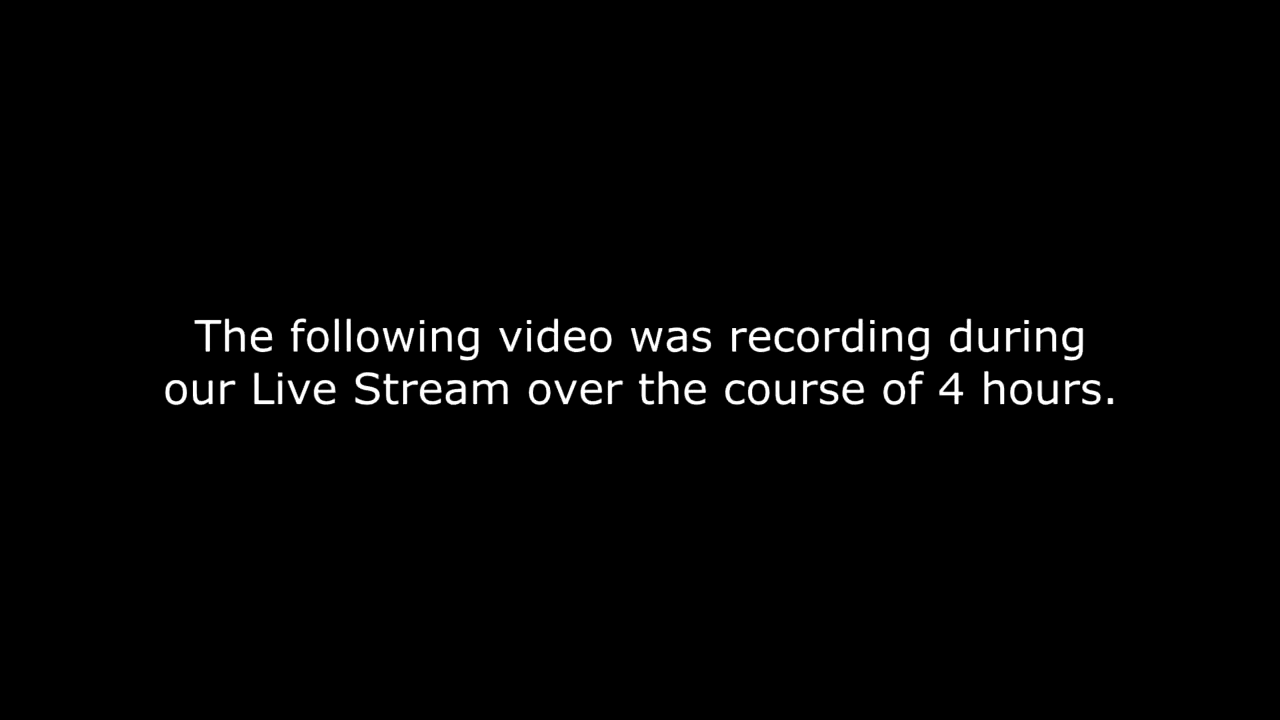 The following video was recording during
our Live Stream over the course of 4 hours.